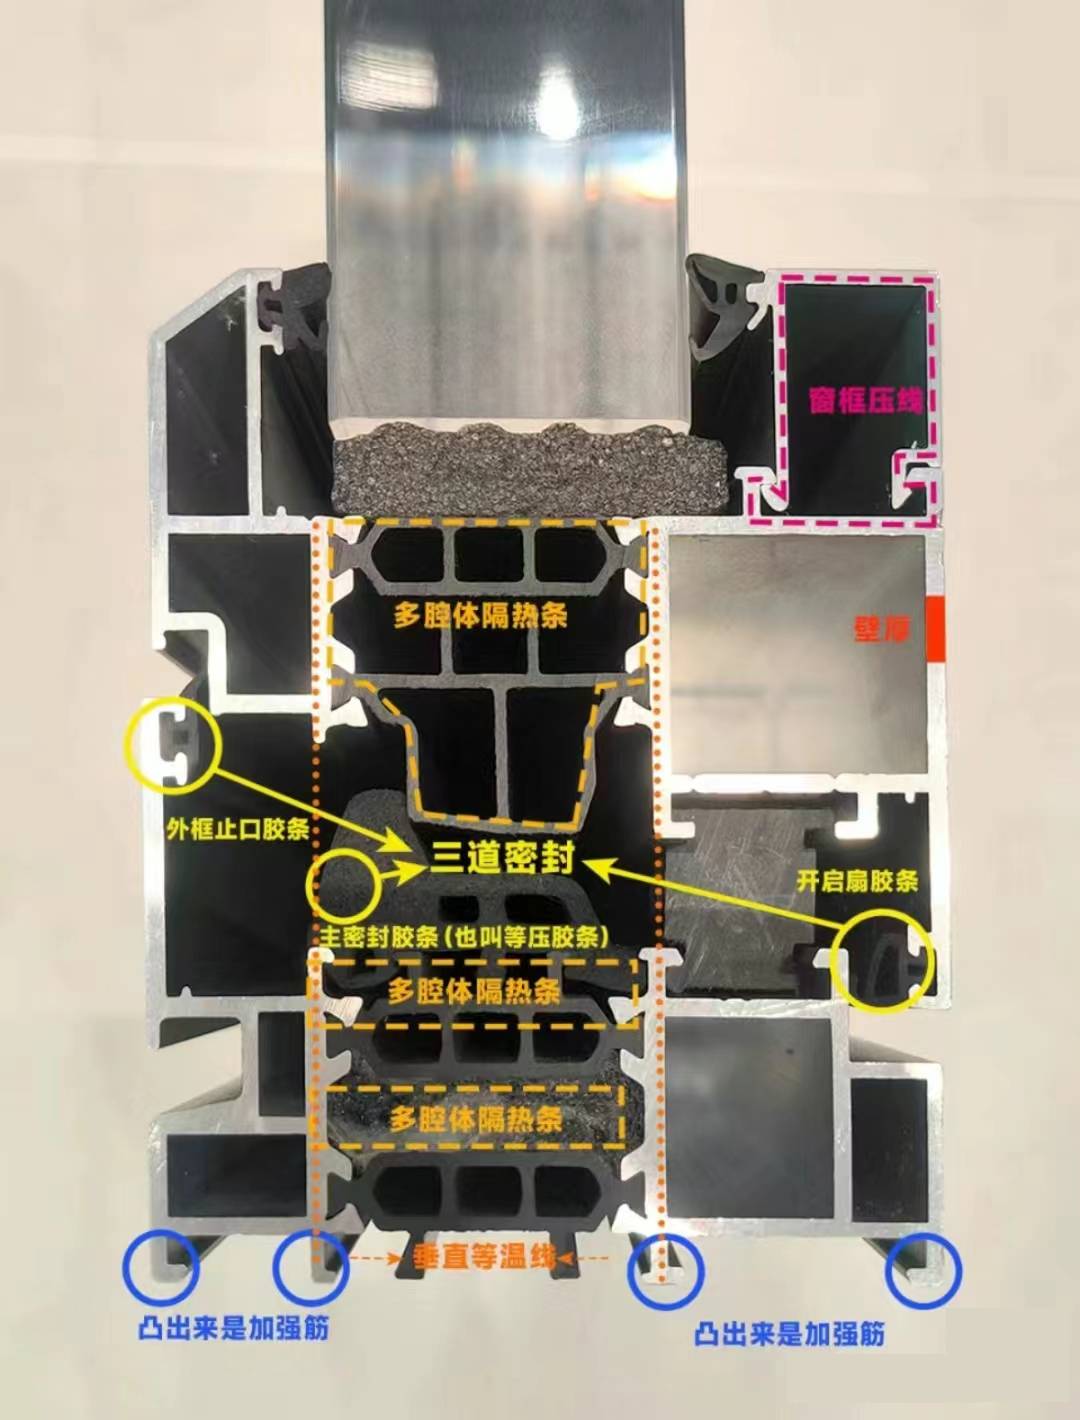 窗框压线
多腔体隔热条
壁厚
外框止口胶条
三道密封
开启扇胶条
主密封胶条(也叫等压胶条)
多腔体隔热条
多腔体隔热条
垂直等温线
凸出来是加强筋
凸出来是加强筋